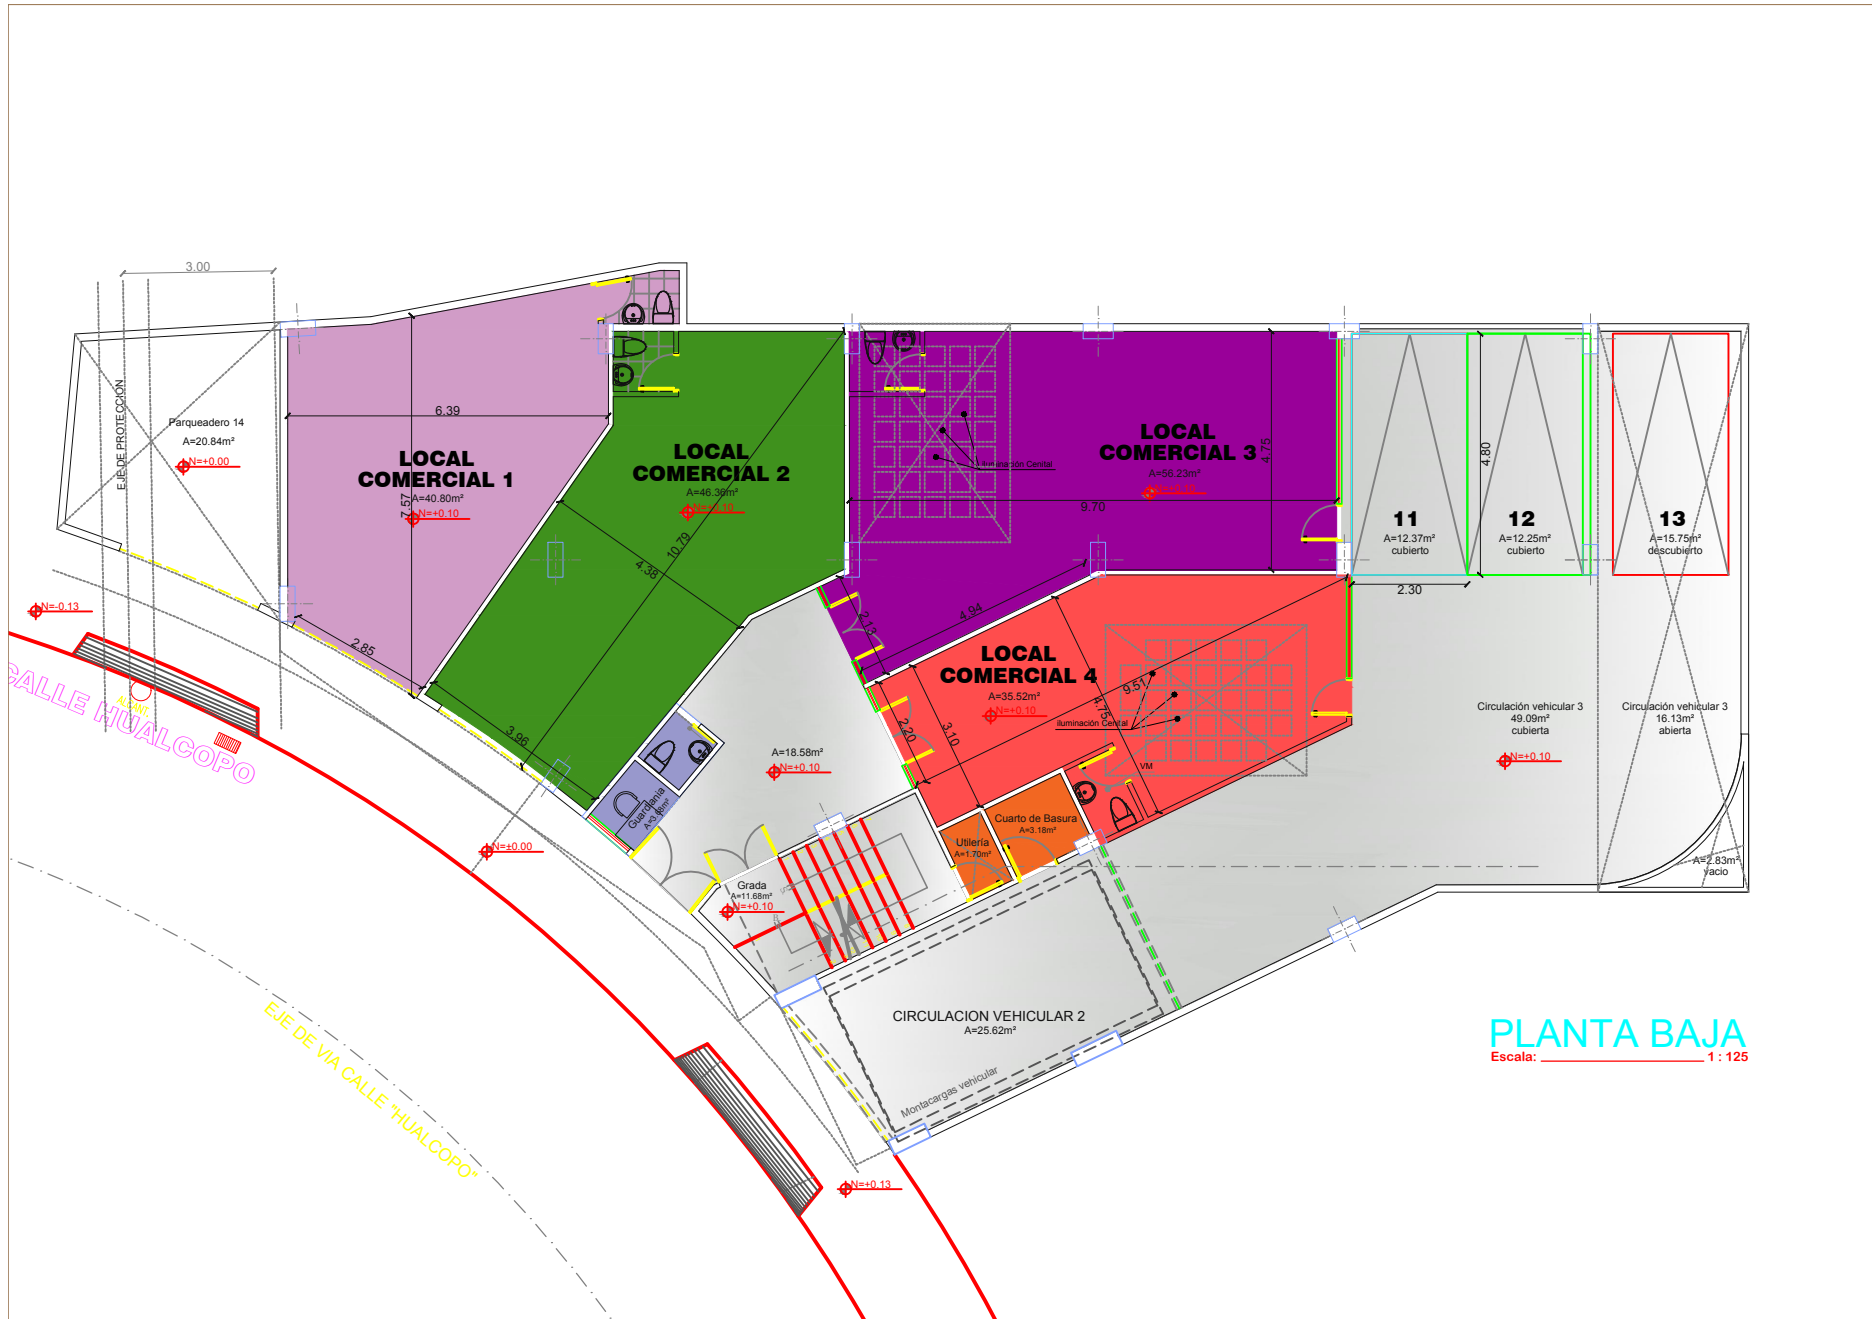 3.00
EJE DE PROTECCION
Parqueadero 14
A=20.84m²
N=+0.00
6.39
LOCAL
COMERCIAL 1
A=40.80m²
7.57
N=+0.10
2.85
LOCAL
COMERCIAL 2
A=46.36m²
N=+0.10
10.79
4.38
3.96
LOCAL
COMERCIAL 3
A=56.23m²
N=+0.10
4.75
Iluminación Cenital
9.70
4.94
2.13
LOCAL
COMERCIAL 4
A=35.52m²
N=+0.10
9.51
4.75
iluminación Cenital
2.20
3.10
VM
11
A=12.37m²
cubierto
12
A=12.25m²
cubierto
13
A=15.75m²
descubierto
4.80
2.30
Circulación vehicular 3
49.09m²
cubierta
N=+0.10
Circulación vehicular 3
16.13m²
abierta
A=2.83m²
vacio
N=-0.13
CALLE HUALCOPO
N=±0.00
Guardianía
A=18.58m²
N=+0.10
Cuarto de Basura
A=3.18m²
Utilería
A=1.70m²
Grada
A=11.68m²
N=+0.10
CIRCULACION VEHICULAR 2
A=25.62m²
Montacargas vehicular
EJE DE VIA CALLE "HUALCOPO"
N=+0.13
PLANTA BAJA
Escala: 1 : 125